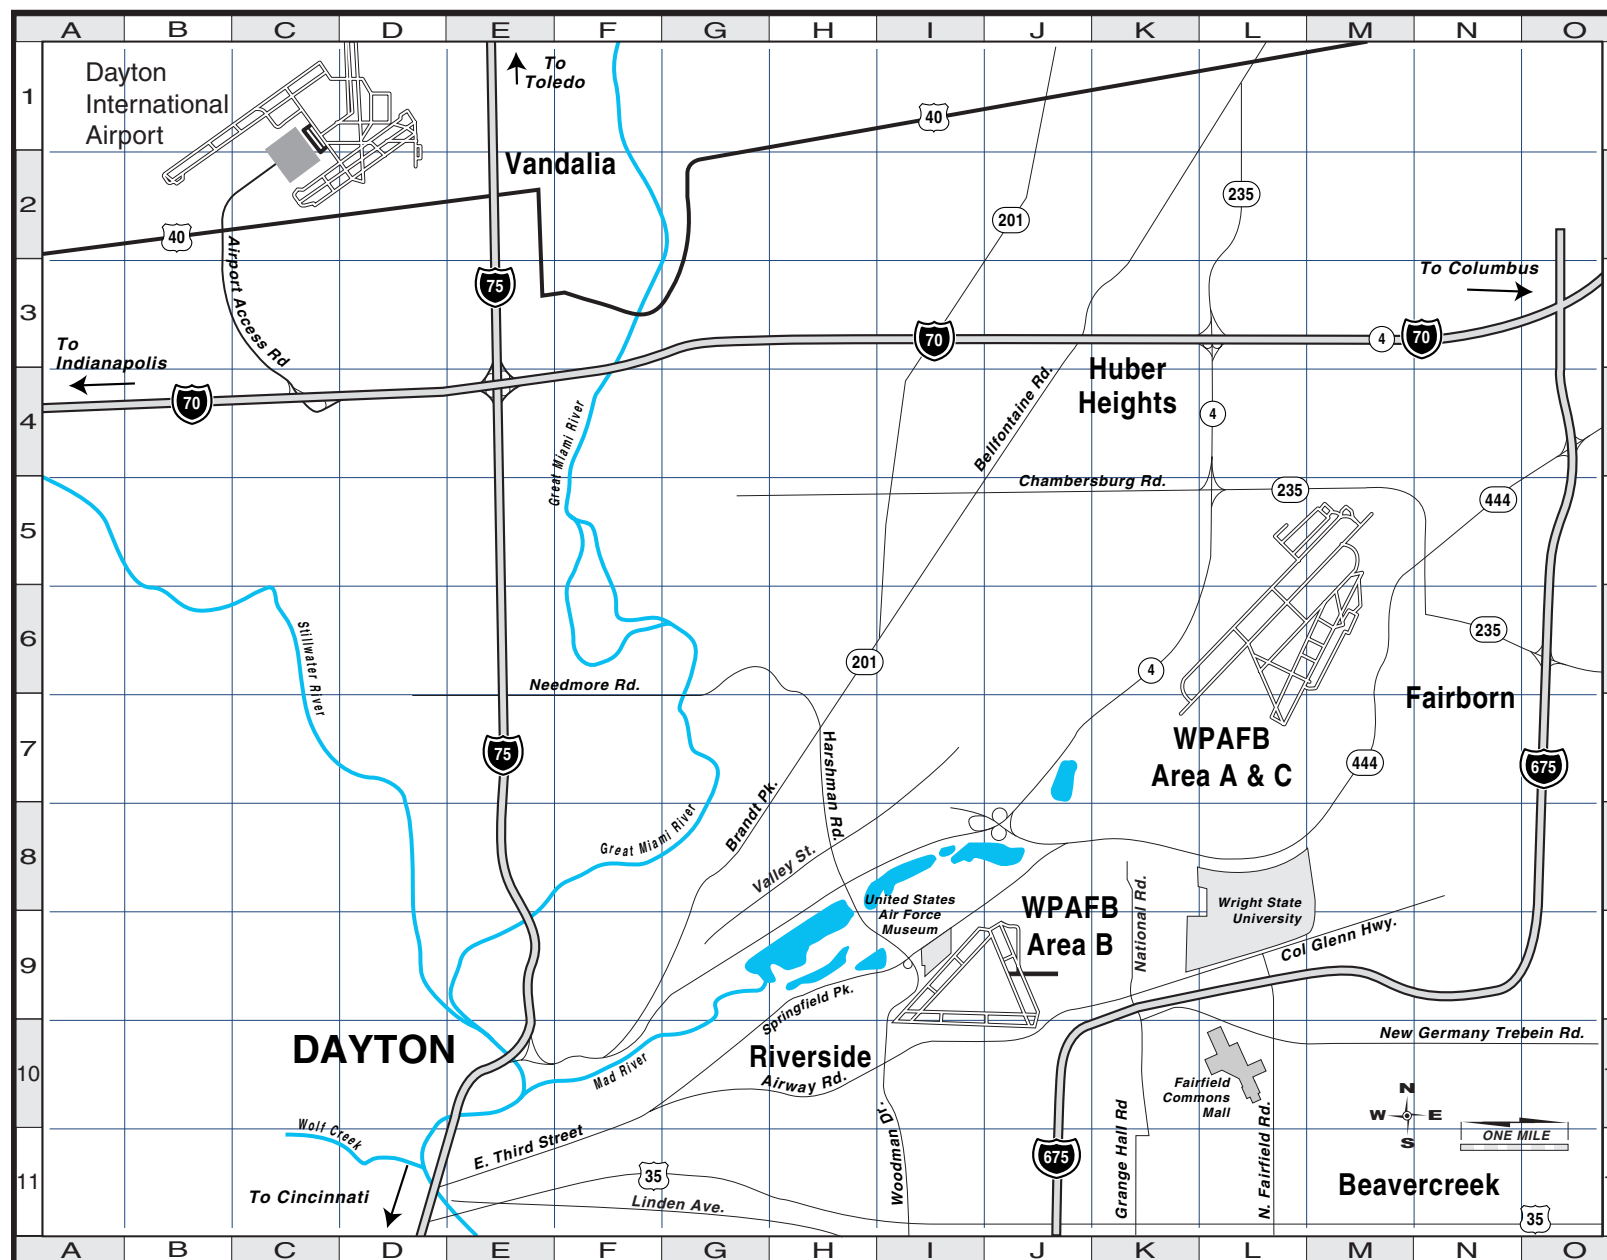 A B C D E F G H I J K L M N O
1
Dayton
International
Airport
To
Toledo
40
Vandalia
2
235
201
40
Airport Access Rd
75
To Columbus
3
To
Indianapolis
70
4
70
Huber
Heights
70
4
Bellfontaine Rd.
4
Great Miami River
Chambersburg Rd.
235
444
5
6
Stillwater River
201
4
235
Needmore Rd.
Fairborn
7
75
Harshman Rd.
WPAFB
Area A & C
444
675
Brandt Pk.
8
Great Miami River
Valley St.
United States
Air Force
Museum
WPAFB
Area B
National Rd.
Wright State
University
Col Glenn Hwy.
9
Springfield Pk.
DAYTON
Riverside
New Germany Trebein Rd.
10
Mad River
Airway Rd.
Fairfield
Commons
Mall
N
W E
S
Wolf Creek
E. Third Street
Woodman Dr.
Grange Hall Rd
N. Fairfield Rd.
ONE MILE
11
675
35
To Cincinnati
Linden Ave.
Beavercreek
35
A B C D E F G H I J K L M N O